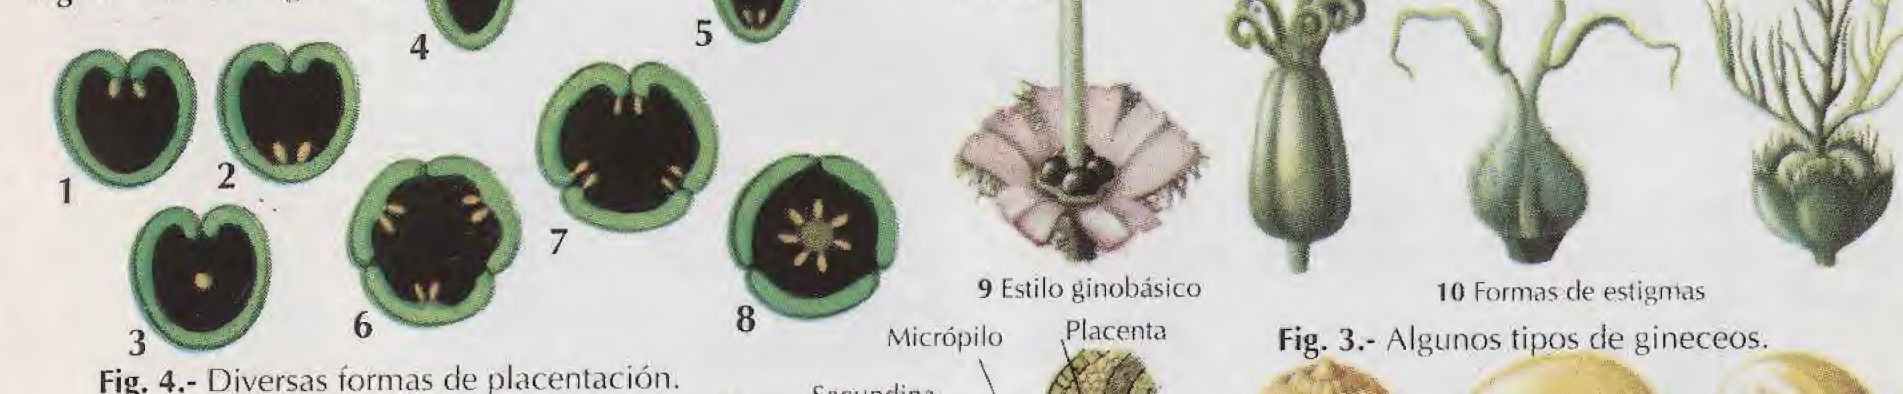 4
5
1
2
7
3
6
8
9 Estilo ginobásico
10 Formas de estigmas
Micrópilo
Placenta
Fig. 3.- Algunos tipos de gineceos.
Fig. 4.- Diversas formas de placentación.